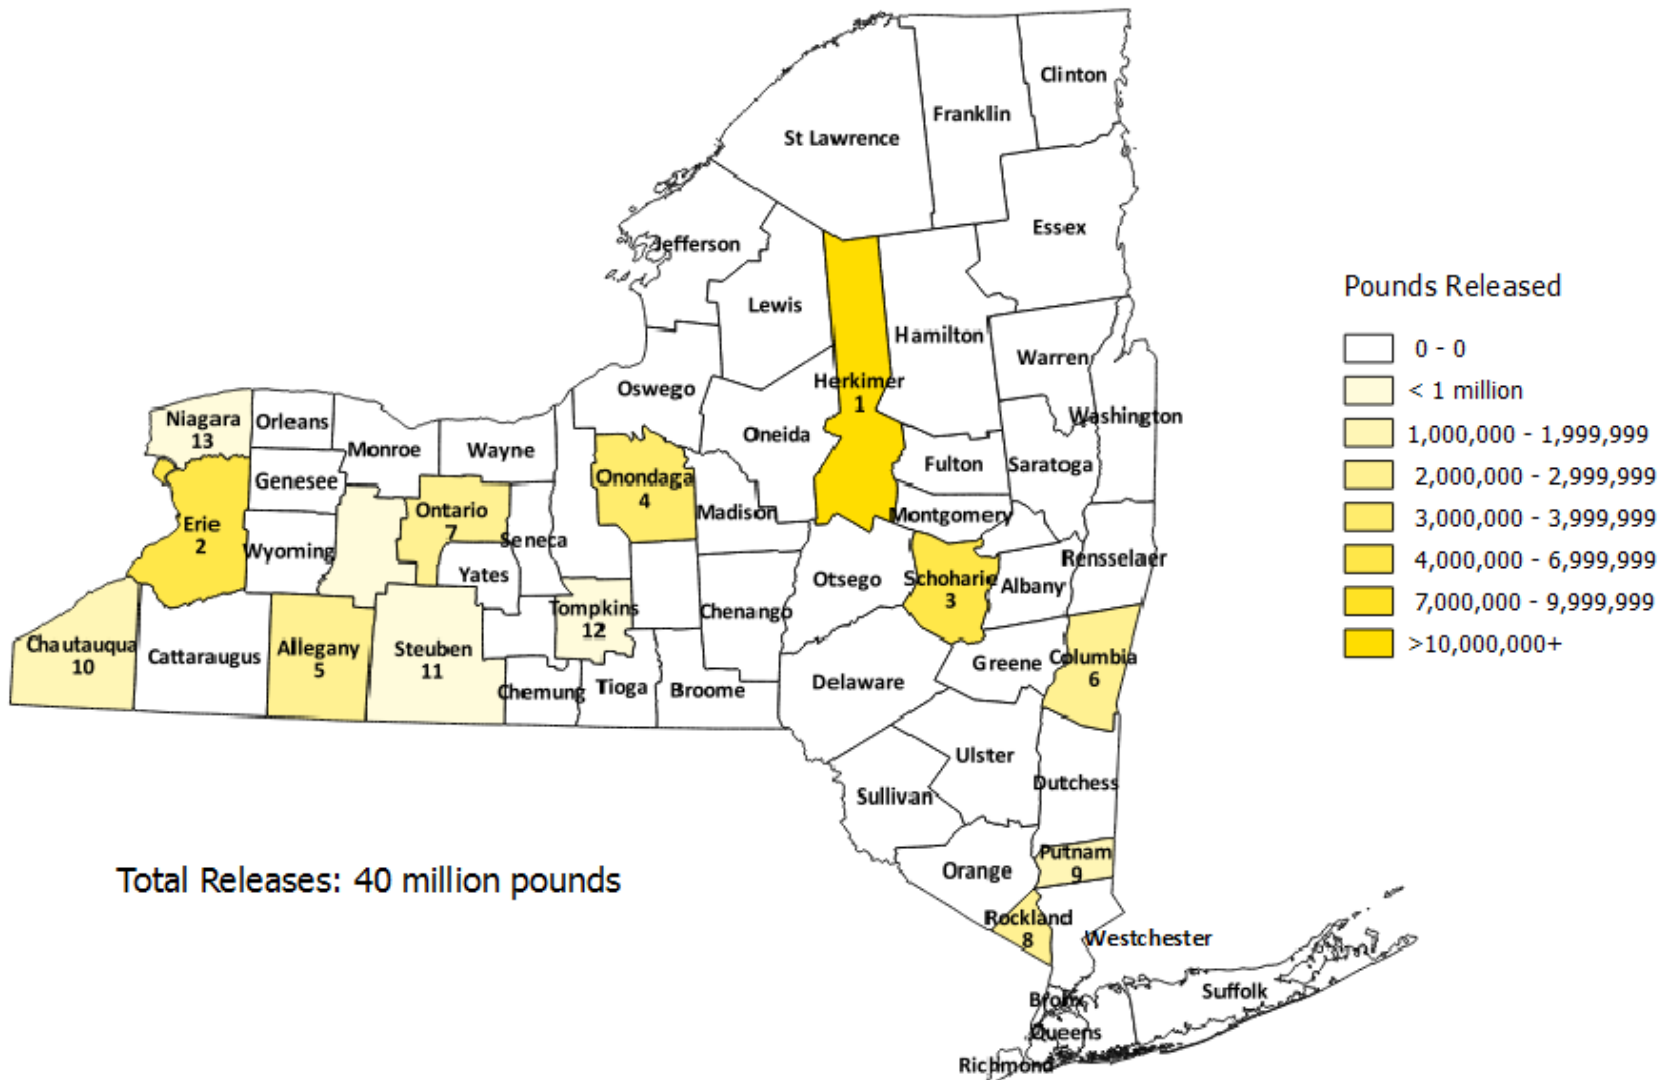 Clinton
Franklin
St Lawrence
Essex
Jefferson
Lewis
Hamilton
Warren
Herkimer
1
Oswego
Washington
Niagara
13
Orleans
Oneida
Monroe
Wayne
Fulton
Saratoga
Onondaga
4
Genesee
Madison
Montgomery
Ontario
7
Erie
2
Seneca
Wyoming
Rensselaer
Yates
Otsego
Schoharie
3
Albany
Tompkins
12
Chenango
Chautauqua
10
Cattaraugus
Allegany
5
Steuben
11
Greene
Columbia
6
Chemung
Tioga
Broome
Delaware
Ulster
Dutchess
Sullivan
Putnam
9
Orange
Rockland
8
Westchester
Suffolk
Bronx
Queens
Richmond
Pounds Released
0 - 0
< 1 million
1,000,000 - 1,999,999
2,000,000 - 2,999,999
3,000,000 - 3,999,999
4,000,000 - 6,999,999
7,000,000 - 9,999,999
>10,000,000+
Total Releases: 40 million pounds